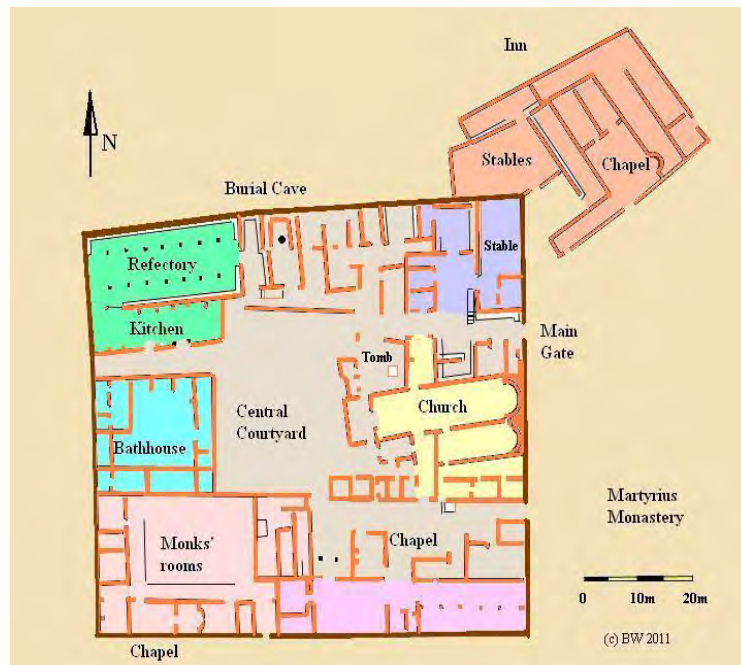 Inn
N
Stables
Chapel
Burial Cave
Refectory
Stable
Kitchen
Main
Gate
Tomb
Church
Central
Courtyard
Bathhouse
Martyrius
Monastery
Monks'
rooms
Chapel
0 10m 20m
(c) BW 2011
Chapel